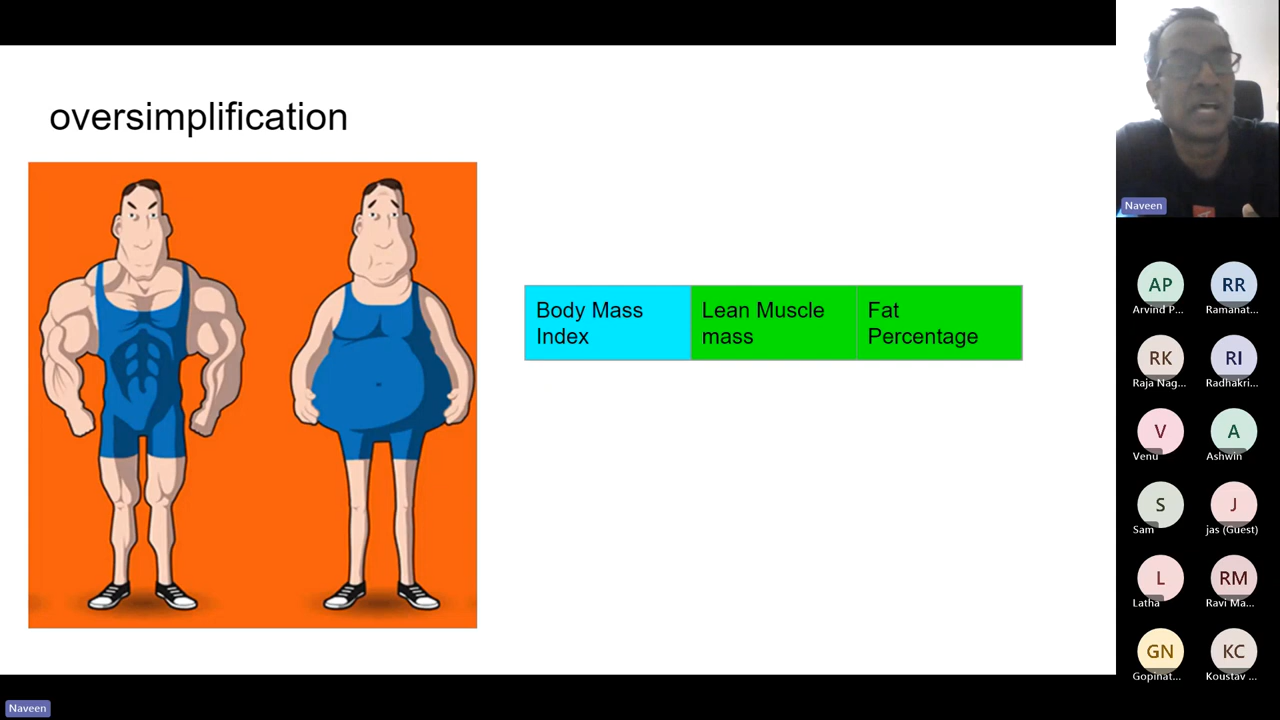 oversimplification
Body Mass
Index
Lean Muscle
mass
Fat
Percentage
Naveen
AP
Arvind P...
RR
Ramanat...
RK
Raja Nag...
RI
Radhakri...
V
Venu
A
Ashwin
S
Sam
J
jas (Guest)
L
Latha
RM
Ravi Ma...
GN
Gopinat...
KC
Koustav ...
Naveen